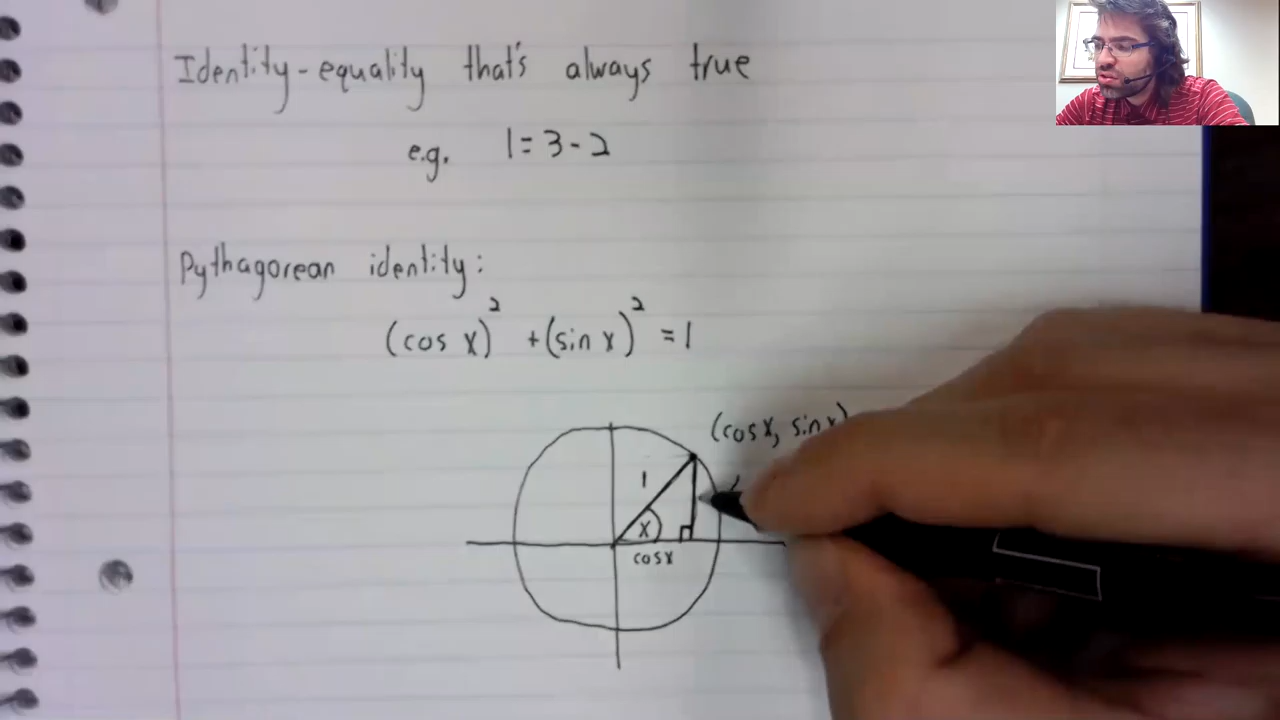 Identity - equality that's always true
e.g. 1 = 3 - 2
Pythagorean identity:
(cos x)² + (sin x)² = 1
(cos x, sin x)
1
x
cos x